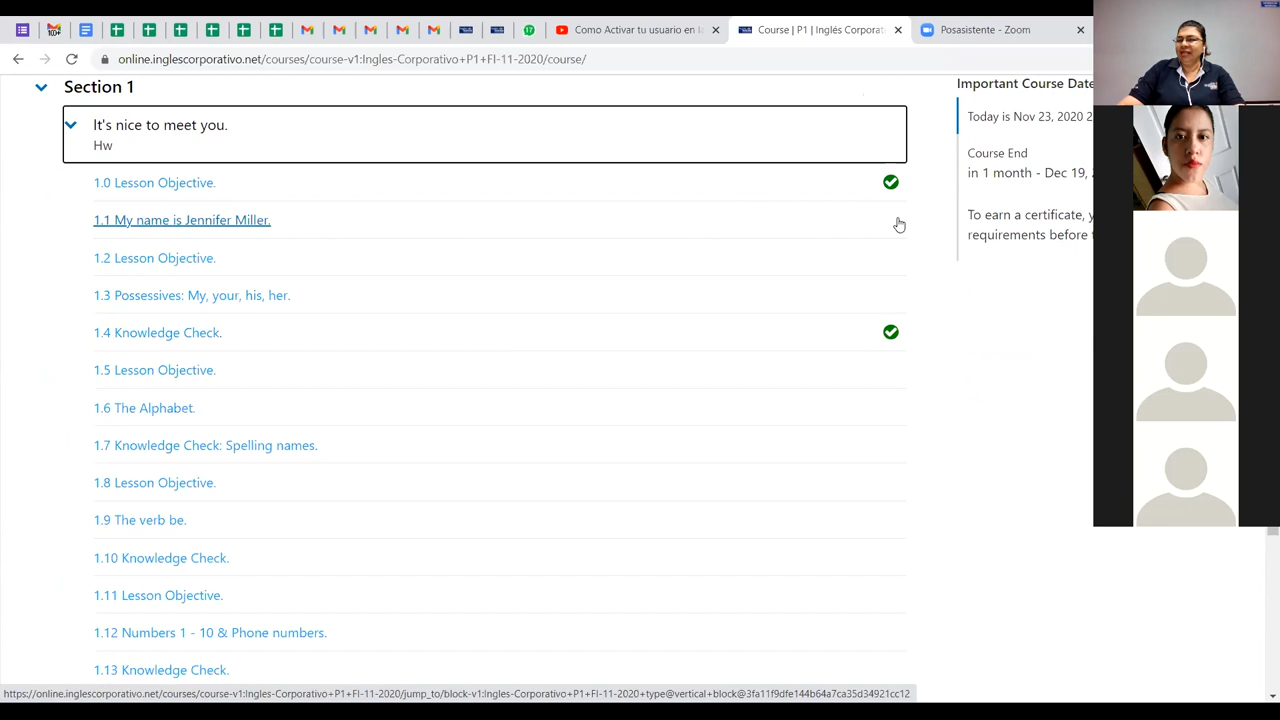 Como Activar tu usuario en l
Course | P1 | Inglés Corporati
Posasistente - Zoom
online.inglescorporativo.net/courses/course-v1:Ingles-Corporativo+P1+FI-11-2020/course/
Section 1
It's nice to meet you.
Hw
1.0 Lesson Objective.
1.1 My name is Jennifer Miller.
1.2 Lesson Objective.
1.3 Possessives: My, your, his, her.
1.4 Knowledge Check.
1.5 Lesson Objective.
1.6 The Alphabet.
1.7 Knowledge Check: Spelling names.
1.8 Lesson Objective.
1.9 The verb be.
1.10 Knowledge Check.
1.11 Lesson Objective.
1.12 Numbers 1 - 10 & Phone numbers.
1.13 Knowledge Check.
Important Course Date
Today is Nov 23, 2020 2
Course End
in 1 month - Dec 19,
To earn a certificate, y
requirements before
https://online.inglescorporativo.net/courses/course-v1:Ingles-Corporativo+P1+FI-11-2020/jump_to/block-v1:Ingles-Corporativo+P1+FI-11-2020+type@vertical+block@3fa11f9dfe144b64a7ca35d34921cc12